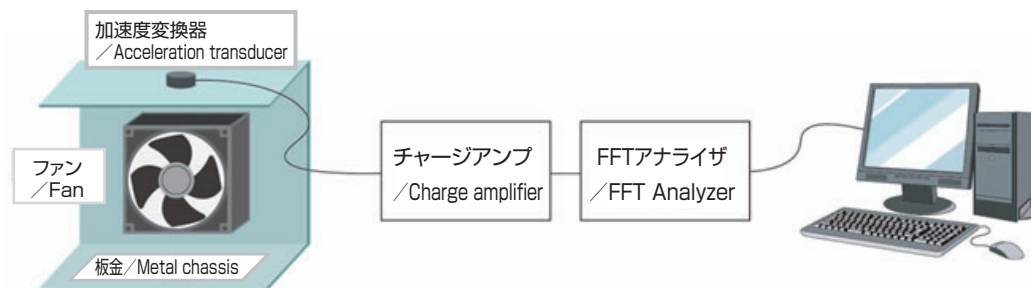 加速度変換器
／Acceleration transducer
ファン
／Fan
板金／Metal chassis
チャージアンプ
／Charge amplifier
FFTアナライザ
／FFT Analyzer